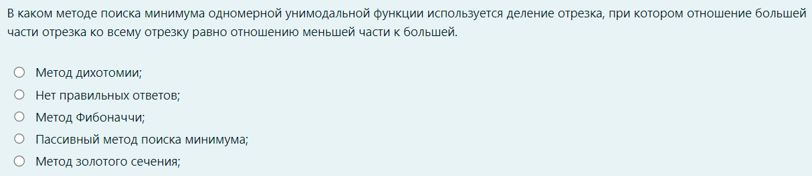 В каком методе поиска минимума одномерной унимодальной функции используется деление отрезка, при котором отношение большей
части отрезка ко всему отрезку равно отношению меньшей части к большей.
Метод дихотомии;
Нет правильных ответов;
Метод Фибоначчи;
Пассивный метод поиска минимума;
Метод золотого сечения;